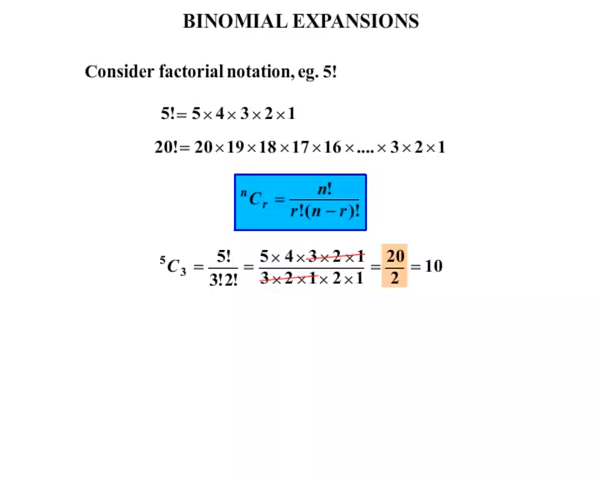 BINOMIAL EXPANSIONS
Consider factorial notation, eg. 5!
5! = 5 × 4 × 3 × 2 × 1
20! = 20 × 19 × 18 × 17 × 16 × .... × 3 × 2 × 1
ⁿCᵣ = n! / r!(n − r)!
⁵C₃ = 5! / 3!2! = 5 × 4 × 3 × 2 × 1 / 3 × 2 × 1 × 2 × 1 = 20 / 2 = 10